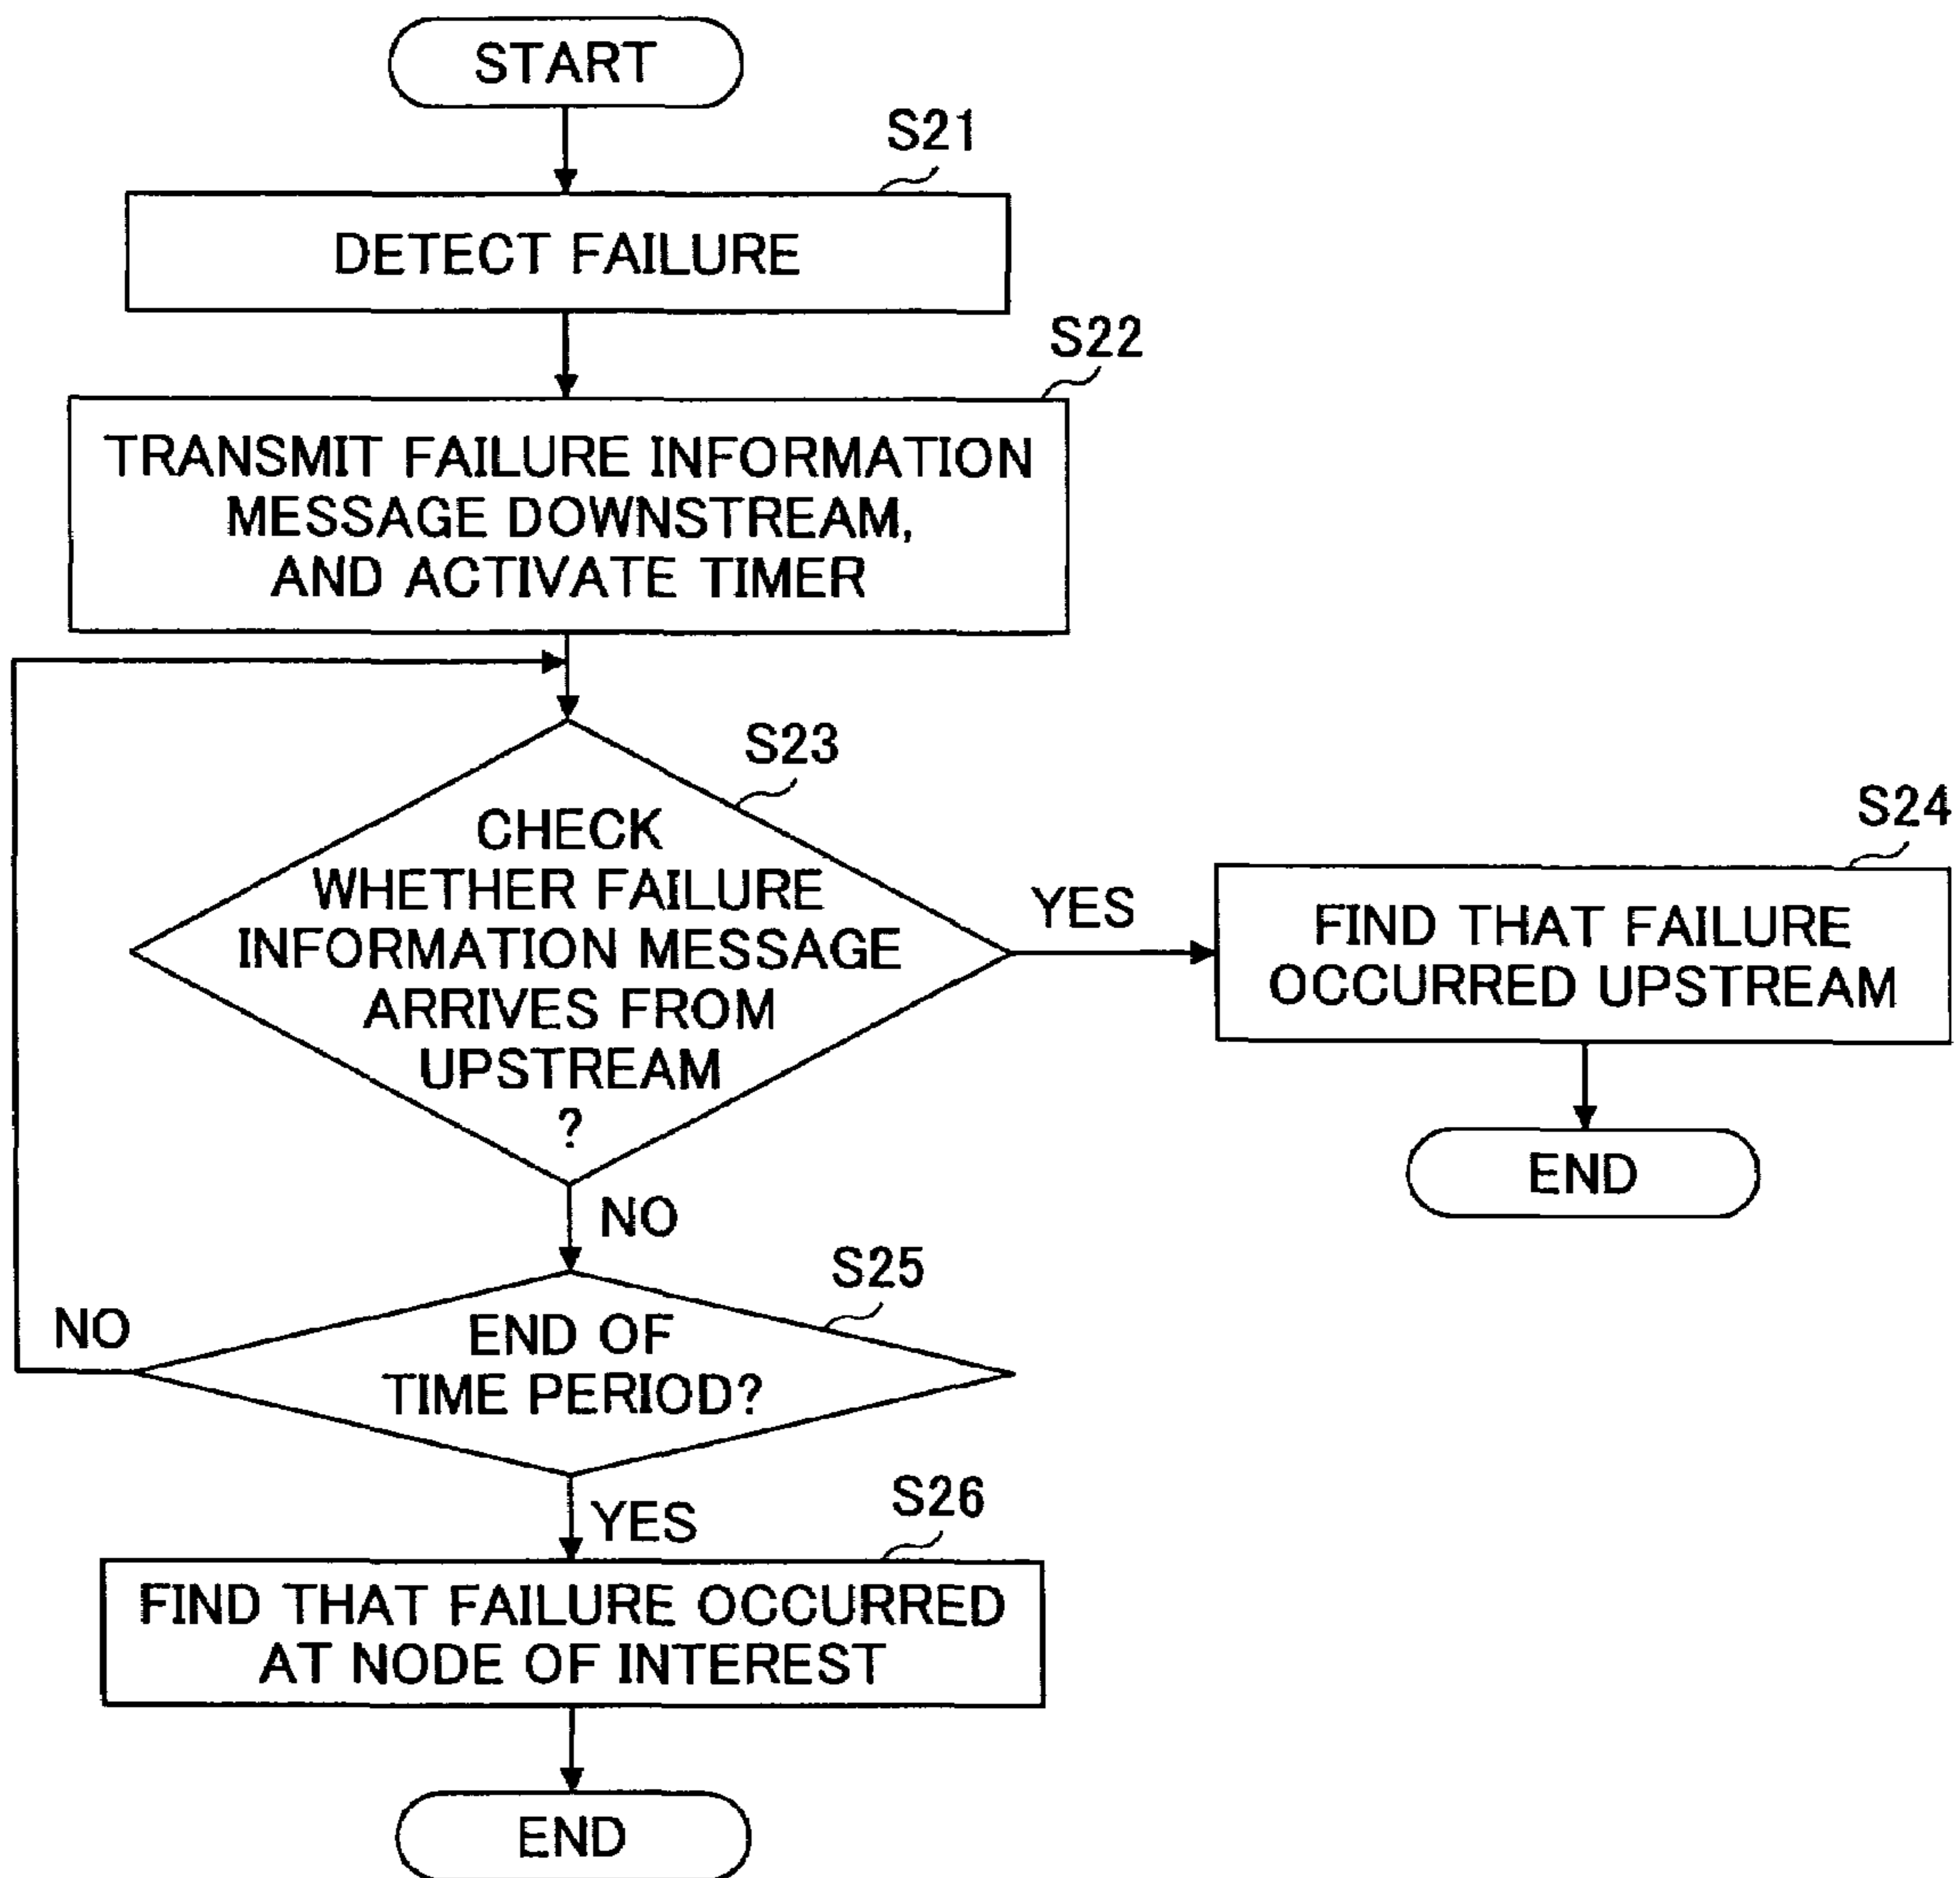 START
S21
DETECT FAILURE
S22
TRANSMIT FAILURE INFORMATION
MESSAGE DOWNSTREAM,
AND ACTIVATE TIMER
S23
CHECK
WHETHER FAILURE
INFORMATION MESSAGE
ARRIVES FROM
UPSTREAM
?
YES
S24
FIND THAT FAILURE
OCCURRED UPSTREAM
END
NO
S25
END OF
TIME PERIOD?
NO
YES
S26
FIND THAT FAILURE OCCURRED
AT NODE OF INTEREST
END